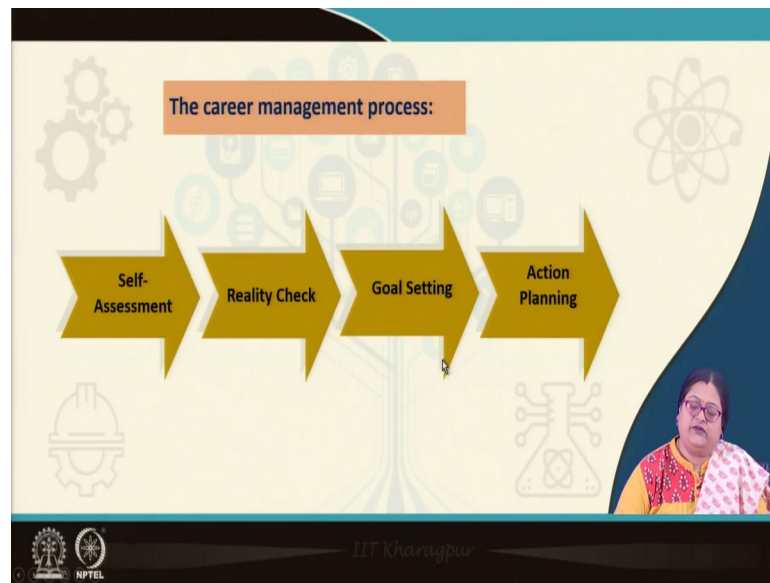 The career management process:
Self-
Assessment
Reality Check
Goal Setting
Action
Planning
IIT Kharagpur
NPTEL